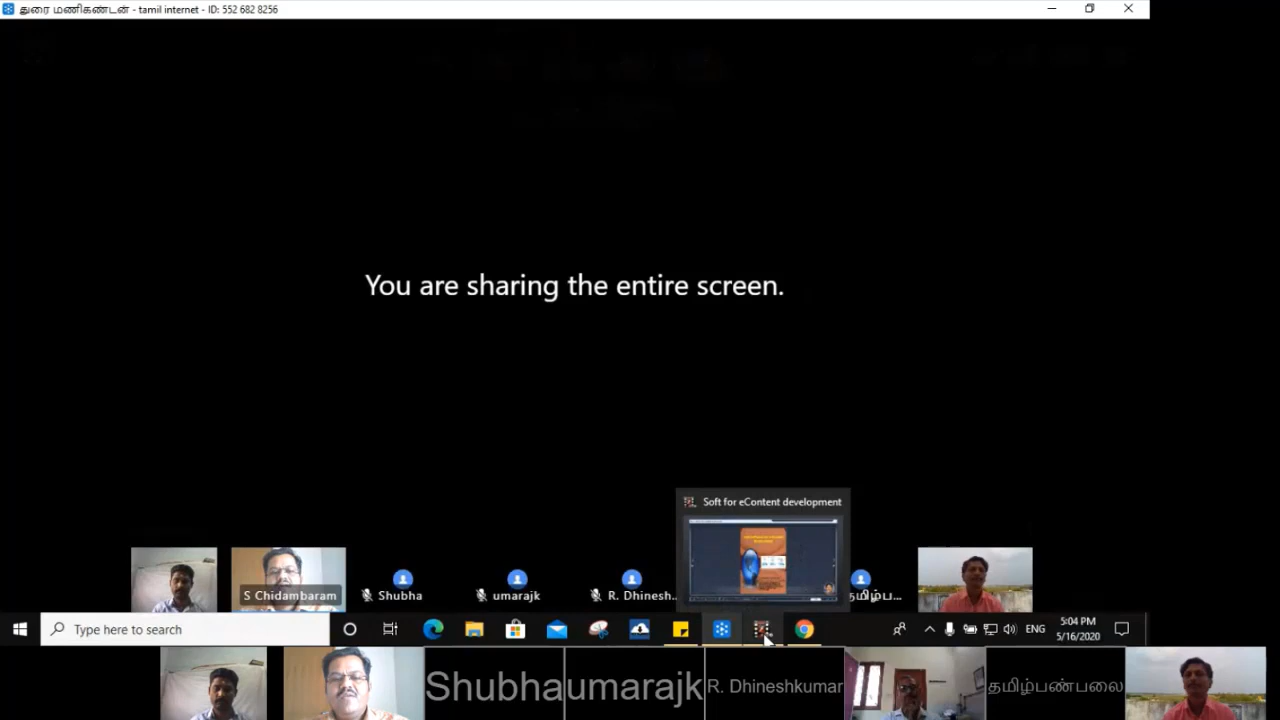 துரை மணிகண்டன் - tamil internet - ID: 552 682 8256
You are sharing the entire screen.
Soft for eContent development
S Chidambaram
Shubha
umarajk
R. Dhinesh..
தமிழ்ப...
Type here to search
ENG
5:04 PM
5/16/2020
Shubha
umarajk
R. Dhineshkumar
தமிழ்பண்பலை